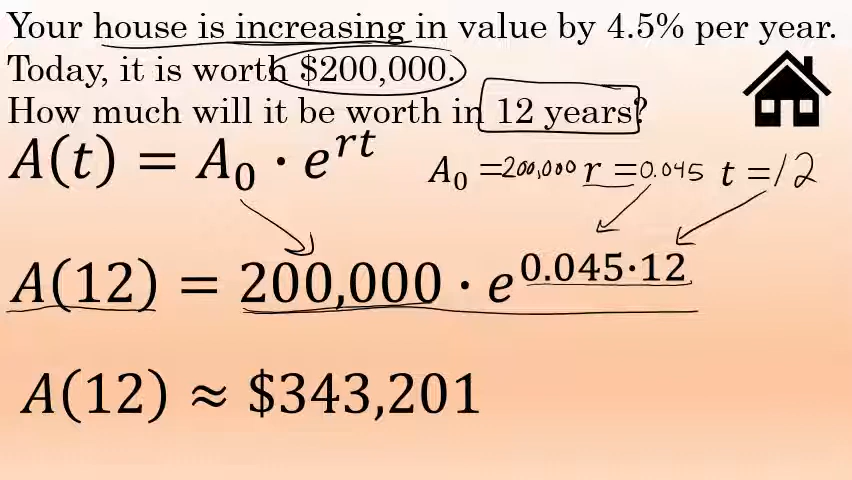 Your house is increasing in value by 4.5% per year.
Today, it is worth $200,000.
How much will it be worth in 12 years?
A(t) = A₀ · e^{rt}
A₀ = 200,000 r = 0.045 t = 12
A(12) = 200,000 · e^{0.045·12}
A(12) ≈ $343,201